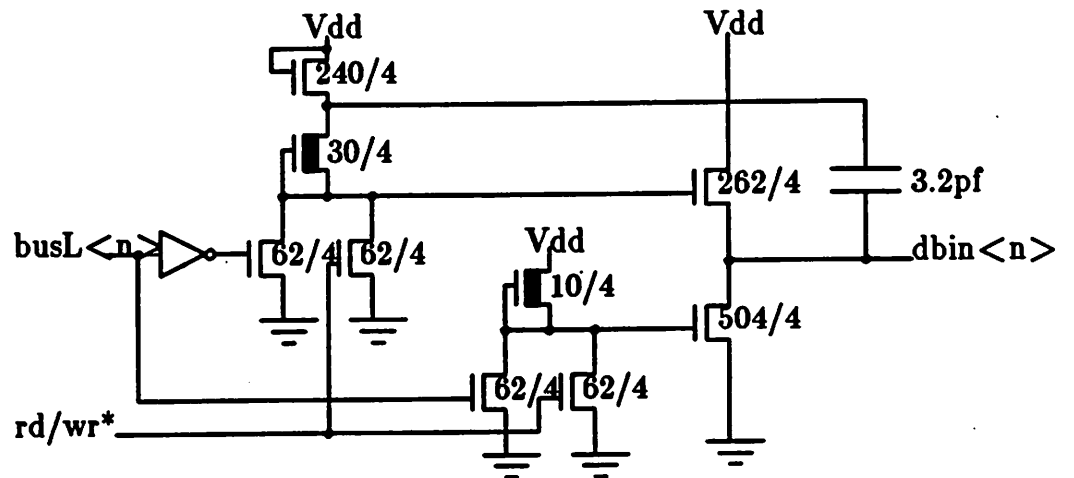 Vdd
Vdd
240/4
30/4
262/4
3.2pf
busL<n>
62/4
62/4
Vdd
dbin<n>
10/4
504/4
62/4
62/4
rd/wr*